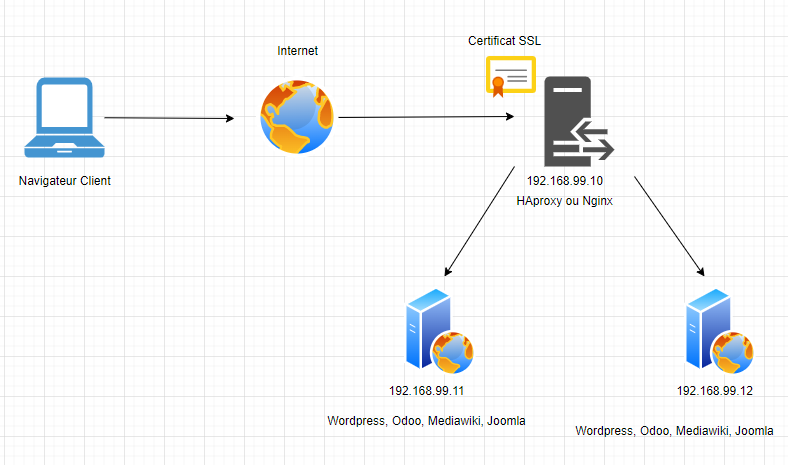 Certificat SSL
Internet
Navigateur Client
192.168.99.10
HAproxy ou Nginx
192.168.99.11
192.168.99.12
Wordpress, Odoo, Mediawiki, Joomla
Wordpress, Odoo, Mediawiki, Joomla